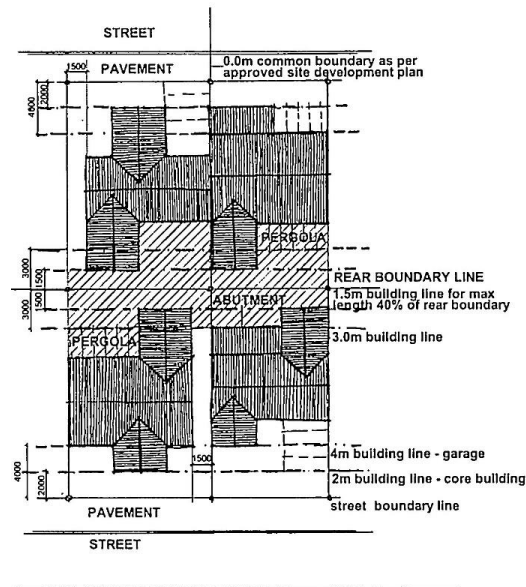 STREET
0.0m common boundary as per
approved site development plan
1500
PAVEMENT
2000
4600
PERGOLA
3000
1500
REAR BOUNDARY LINE
1500
3000
ABUTMENT
1.5m building line for max
length 40% of rear boundary
PERGOLA
3.0m building line
4m building line - garage
1500
2m building line - core building
4000
2000
street boundary line
PAVEMENT
STREET